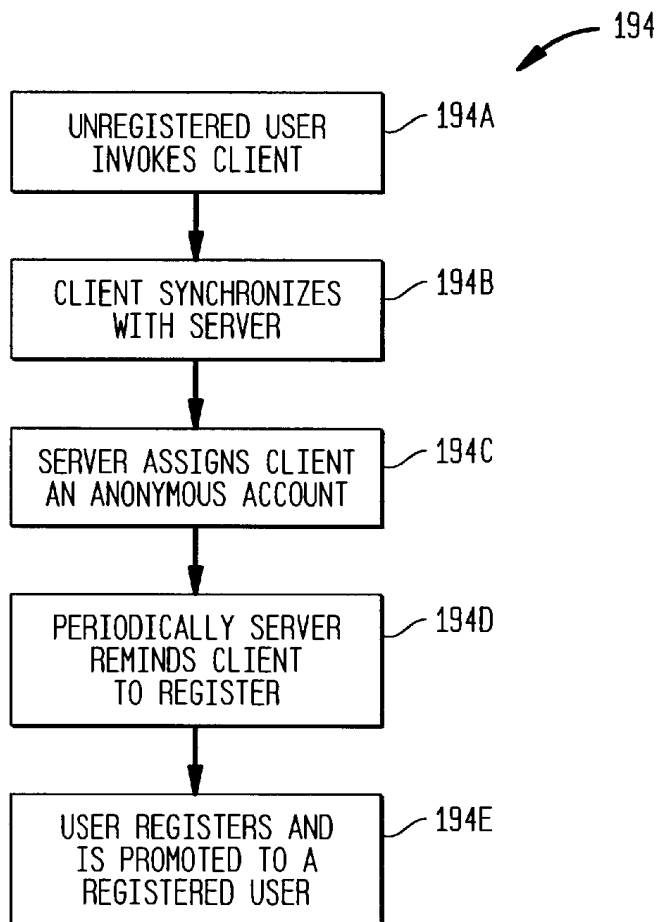 194
UNREGISTERED USER
INVOKES CLIENT
194A
CLIENT SYNCHRONIZES
WITH SERVER
194B
SERVER ASSIGNS CLIENT
AN ANONYMOUS ACCOUNT
194C
PERIODICALLY SERVER
REMINDS CLIENT
TO REGISTER
194D
USER REGISTERS AND
IS PROMOTED TO A
REGISTERED USER
194E